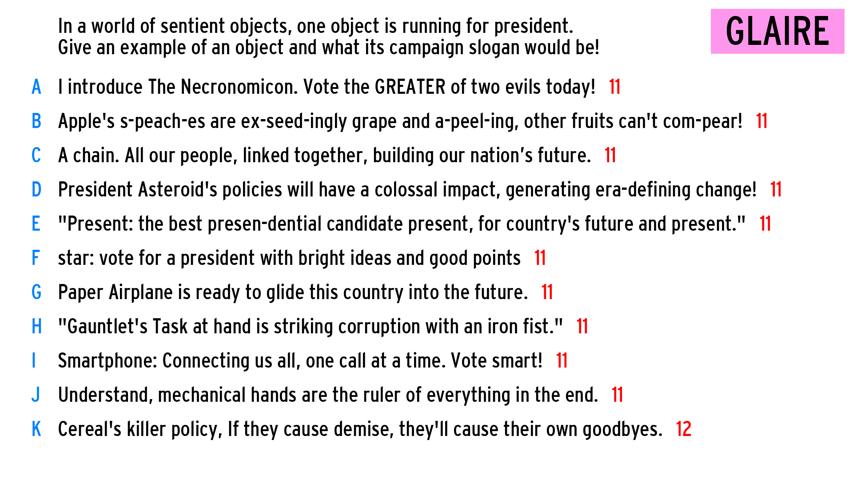 In a world of sentient objects, one object is running for president.
Give an example of an object and what its campaign slogan would be!
GLAIRE
A I introduce The Necronomicon. Vote the GREATER of two evils today! 11
B Apple's s-peach-es are ex-seed-ingly grape and a-peel-ing, other fruits can't com-pear! 11
C A chain. All our people, linked together, building our nation’s future. 11
D President Asteroid's policies will have a colossal impact, generating era-defining change! 11
E "Present: the best presen-dential candidate present, for country's future and present." 11
F star: vote for a president with bright ideas and good points 11
G Paper Airplane is ready to glide this country into the future. 11
H "Gauntlet's Task at hand is striking corruption with an iron fist." 11
I Smartphone: Connecting us all, one call at a time. Vote smart! 11
J Understand, mechanical hands are the ruler of everything in the end. 11
K Cereal's killer policy, If they cause demise, they'll cause their own goodbyes. 12